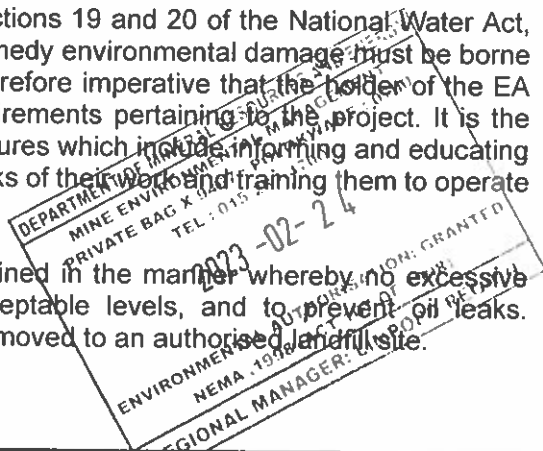 ctions 19 and 20 of the National Water Act,
medy environmental damage must be borne
refore imperative that the holder of the EA
rements pertaining to the project. It is the
ures which include informing and educating
ks of their work and training them to operate
ined in the manner whereby no excessive
eptable levels, and to prevent oil leaks.
moved to an authorised landfill site.
DEPARTMENT OF MINERAL RESOURCES
MINE ENVIRONMENTAL MANAGEMENT
PRIVATE BAG X
TEL : 015
2023 -02- 24
ENVIRONMENTAL AUTHORISATION: GRANTED
NEMA ,1998 ACT
REGIONAL MANAGER: LIMPOPO